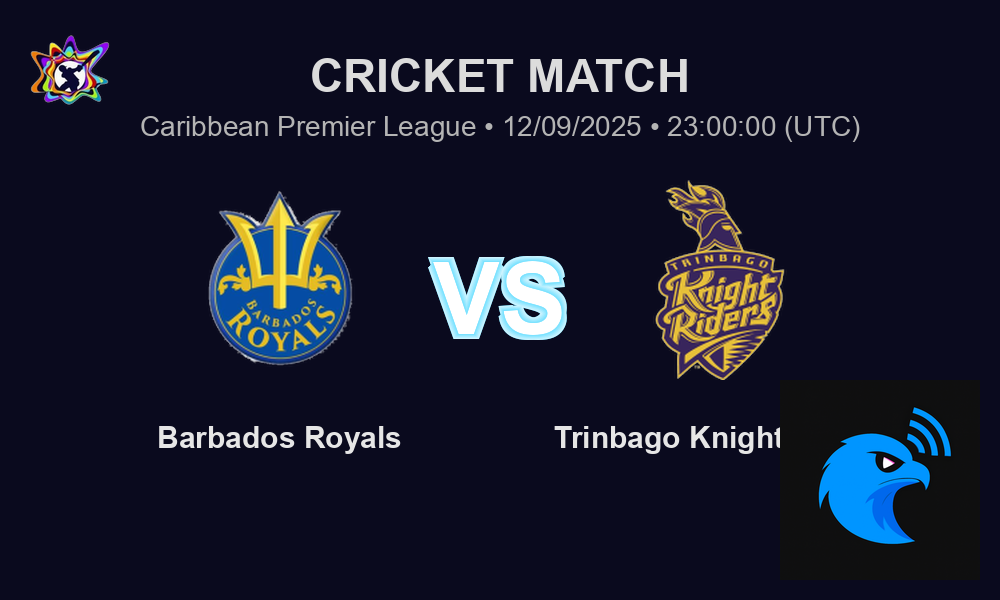 CRICKET MATCH
Caribbean Premier League • 12/09/2025 • 23:00:00 (UTC)
BARBADOS
ROYALS
VS
TRINBAGO
Knight
Riders
Barbados Royals
Trinbago Knight